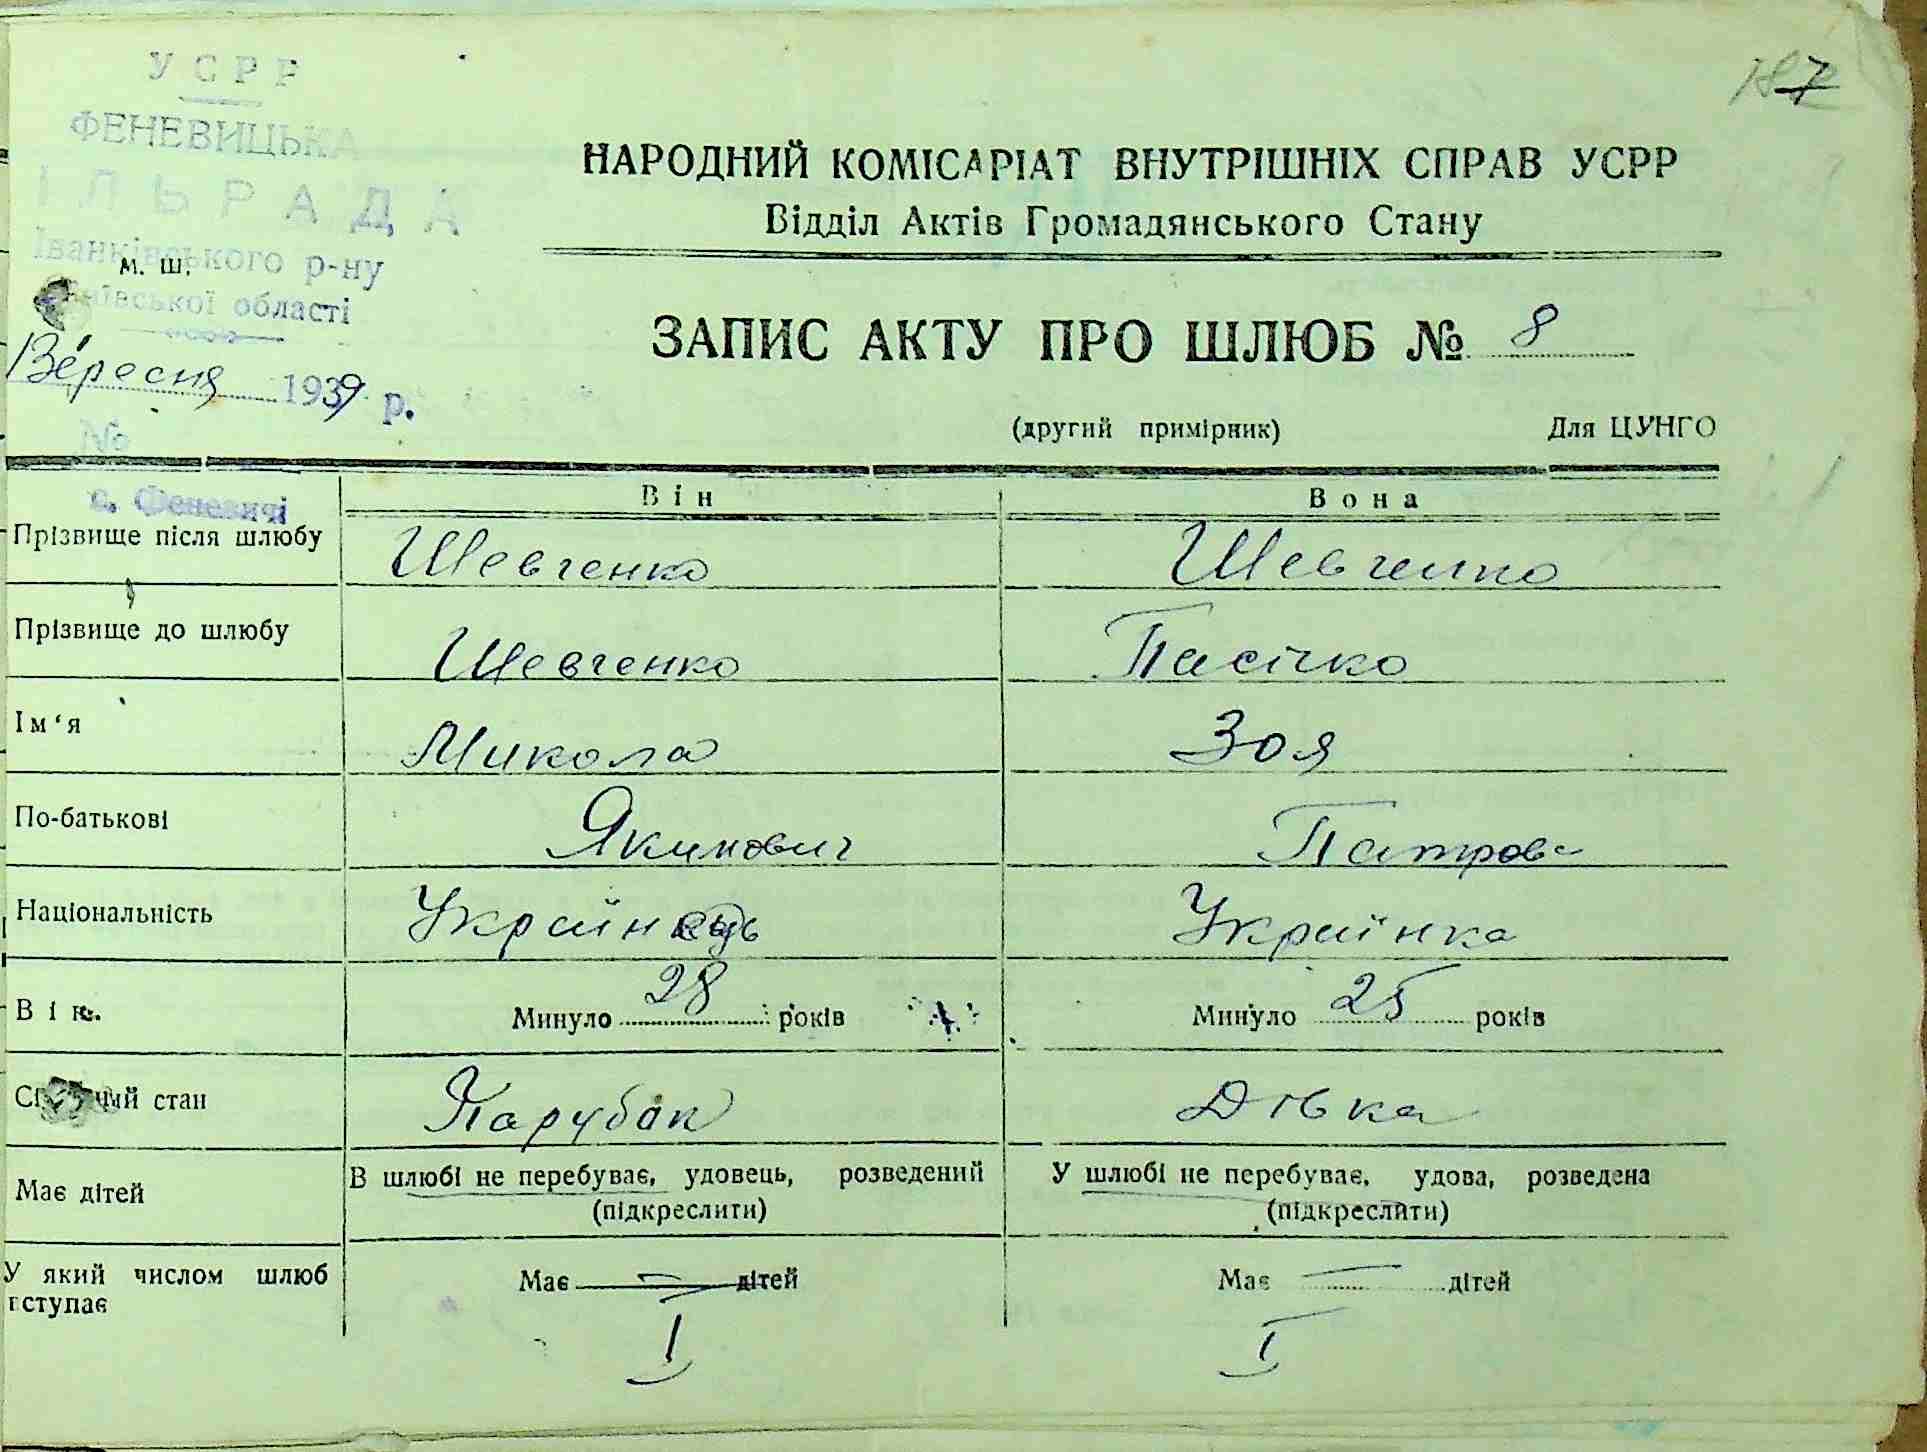 УСРР
ФЕНЕВИЦЬКА
ІЛЬРАДА
Іванківського р-ну
м. ш.
Київської області
Вересня 1939 р.
№
с. Феневичі
187
НАРОДНИЙ КОМІСАРІАТ ВНУТРІШНІХ СПРАВ УСРР
Відділ Актів Громадянського Стану
ЗАПИС АКТУ ПРО ШЛЮБ № 8
(другий примірник) Для ЦУНГО
Він Вона
Прізвище після шлюбу Шевченко Шевченко
Прізвище до шлюбу Шевченко Пасічко
Ім'я Микола Зоя
По-батькові Якимович Петров
Національність Українець Українка
Вік. Минуло 28 років Минуло 25 років
стан Парубок Дівка
В шлюбі не перебуває, удовець, розведений У шлюбі не перебуває, удова, розведена
(підкреслити) (підкреслити)
Має дітей Має — дітей Має — дітей
У який числом шлюб вступає I I